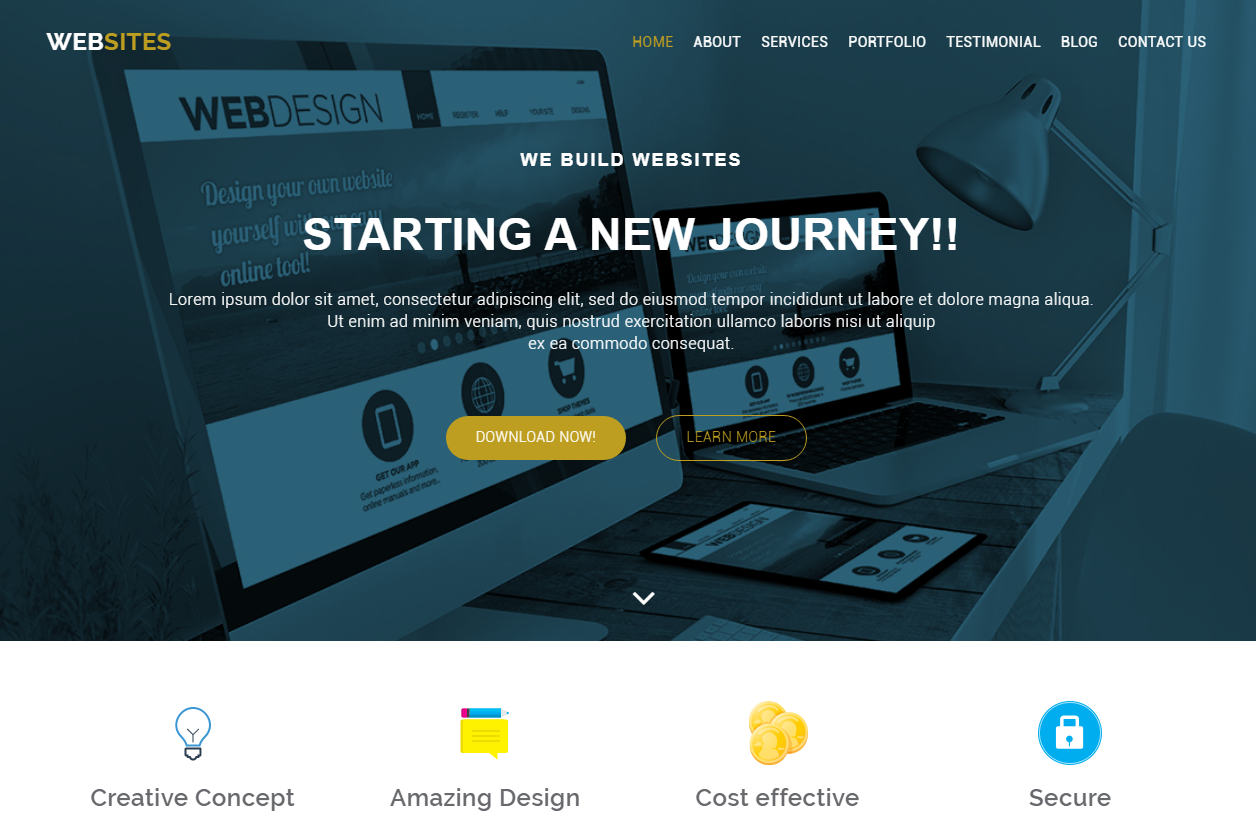 WEBSITES
HOME ABOUT SERVICES PORTFOLIO TESTIMONIAL BLOG CONTACT US
WEBDESIGN
HOME REGISTER HELP YOUR SITE DESIGNS
Design your own website
yourself with our easy
online tool!
WE BUILD WEBSITES
STARTING A NEW JOURNEY!!
Lorem ipsum dolor sit amet, consectetur adipiscing elit, sed do eiusmod tempor incididunt ut labore et dolore magna aliqua.
Ut enim ad minim veniam, quis nostrud exercitation ullamco laboris nisi ut aliquip
ex ea commodo consequat.
SHOP THEMES
GET OUR APP
Get paperless information,
online manuals and more...
DOWNLOAD NOW!
LEARN MORE
WEBDESIGN
Creative Concept
Amazing Design
Cost effective
Secure